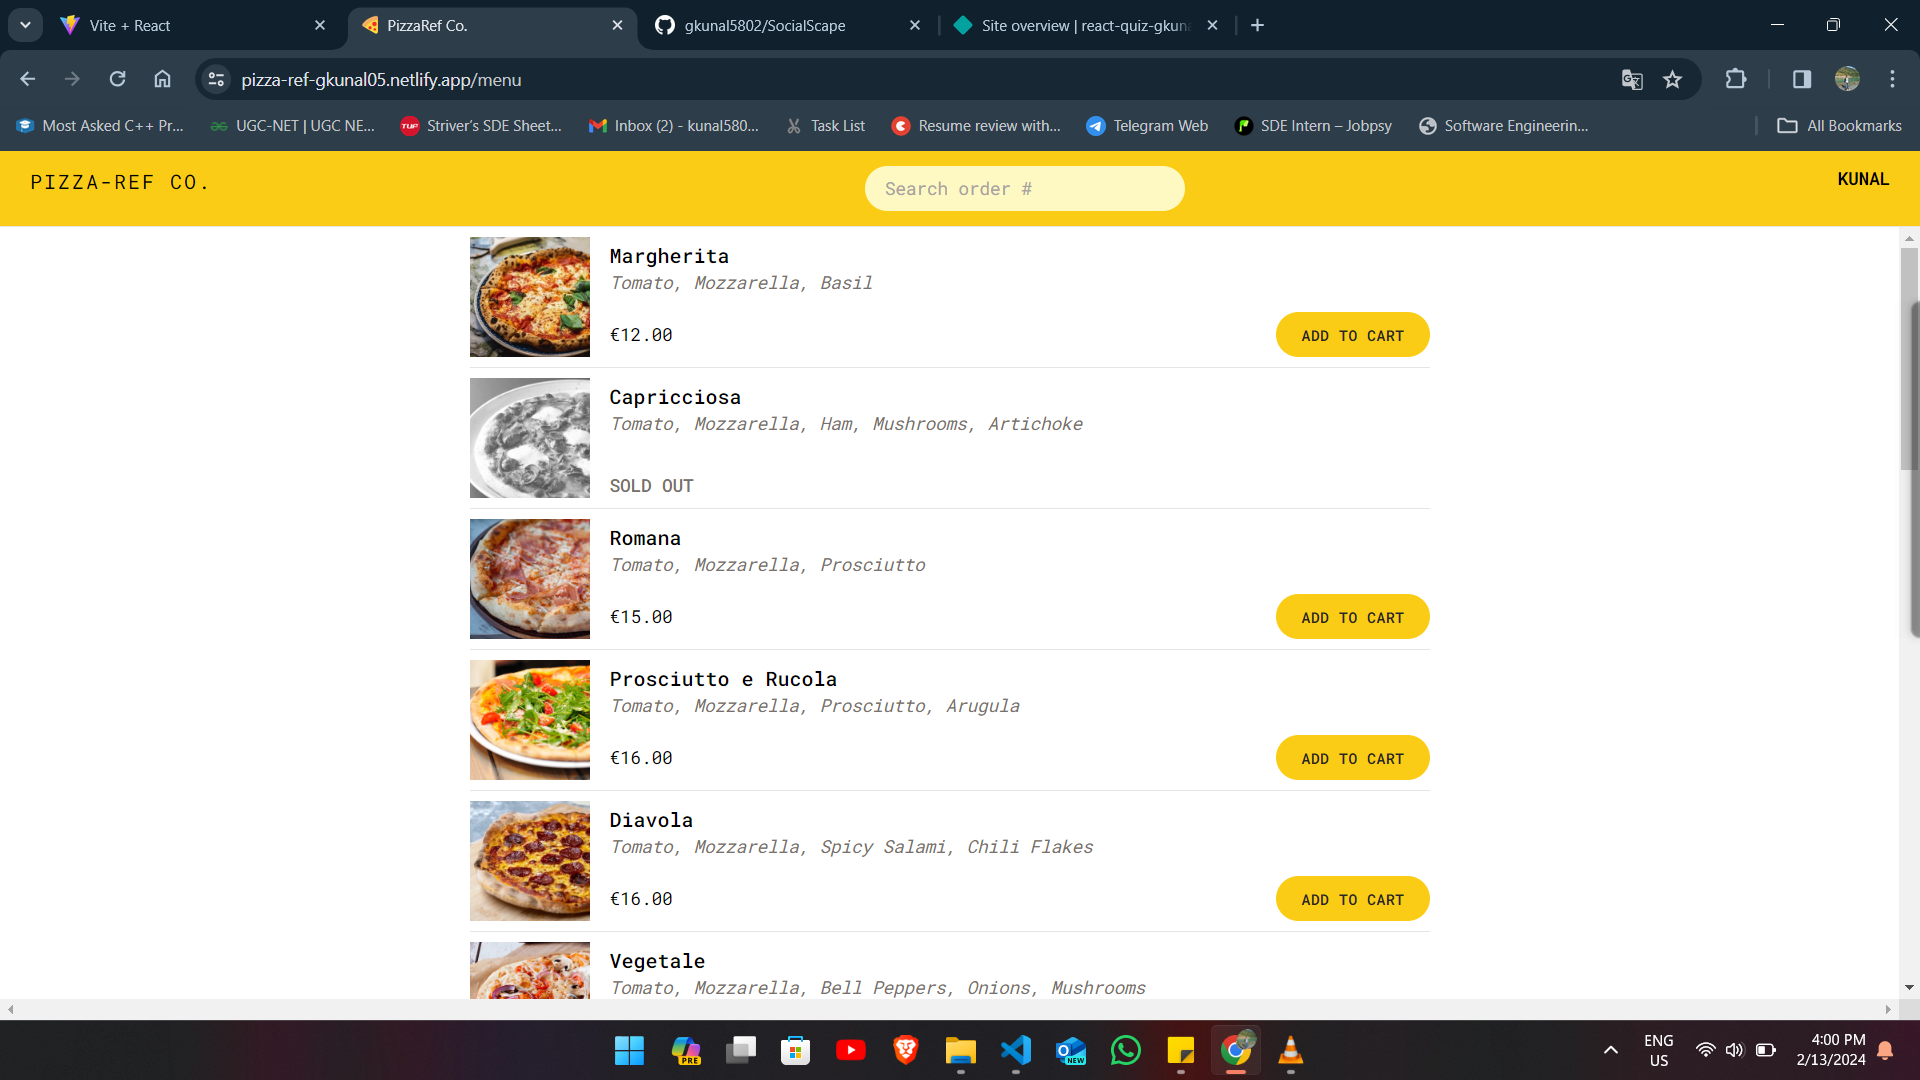 Vite + React
PizzaRef Co.
gkunal5802/SocialScape
Site overview | react-quiz-gkuna
pizza-ref-gkunal05.netlify.app/menu
Most Asked C++ Pr...
UGC-NET | UGC NE...
TUF
Striver's SDE Sheet...
Inbox (2) - kunal580...
Task List
Resume review with...
Telegram Web
SDE Intern – Jobpsy
Software Engineerin...
All Bookmarks
PIZZA-REF CO.
Search order #
KUNAL
Margherita
Tomato, Mozzarella, Basil
€12.00
ADD TO CART
Capricciosa
Tomato, Mozzarella, Ham, Mushrooms, Artichoke
SOLD OUT
Romana
Tomato, Mozzarella, Prosciutto
€15.00
ADD TO CART
Prosciutto e Rucola
Tomato, Mozzarella, Prosciutto, Arugula
€16.00
ADD TO CART
Diavola
Tomato, Mozzarella, Spicy Salami, Chili Flakes
€16.00
ADD TO CART
Vegetale
Tomato, Mozzarella, Bell Peppers, Onions, Mushrooms
PRE
NEW
ENG
US
4:00 PM
2/13/2024